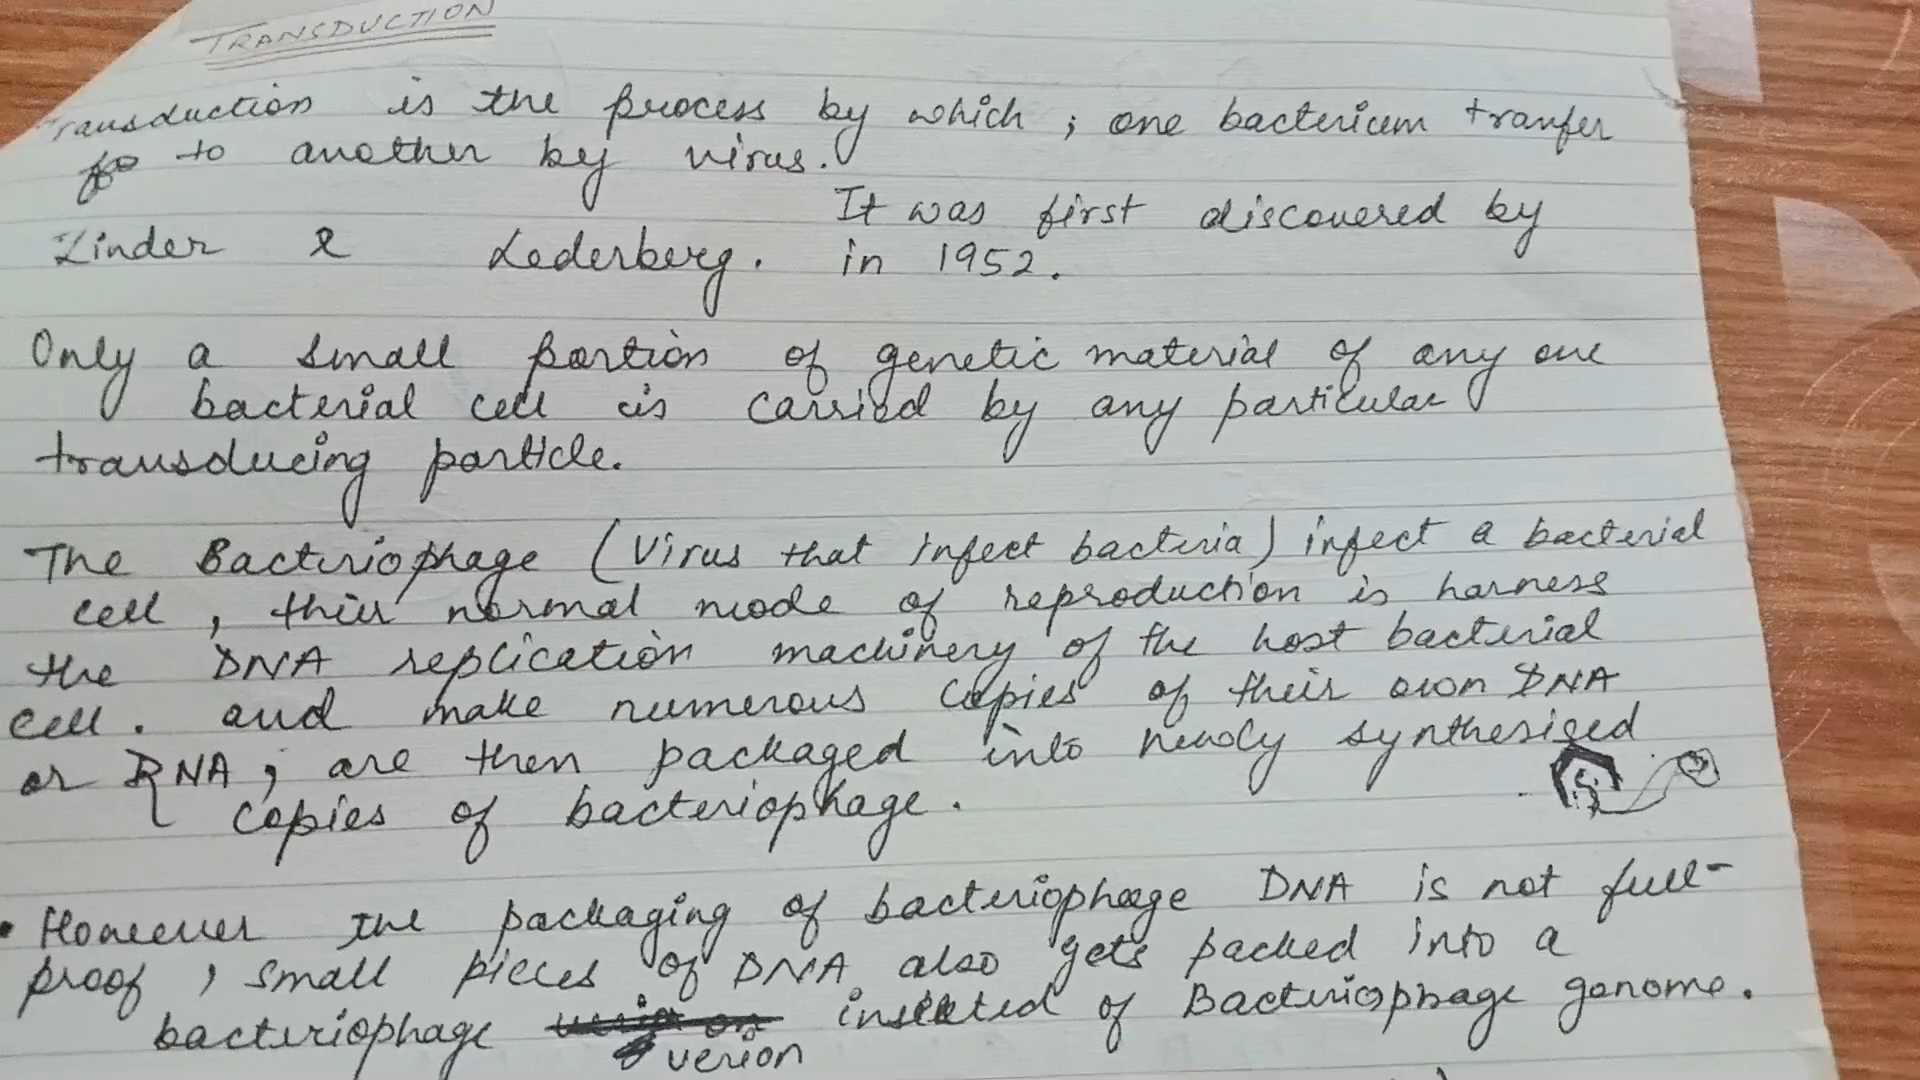 TRANSDUCTION
Transduction is the process by which ; one bacterium tranfer
to another by virus.
It was first discovered by
Zinder & Lederberg. in 1952.
Only a small portion of genetic material of any one
bacterial cell is carried by any particular
transducing particle.
The Bacteriophage (Virus that infect bacteria) infect a bacterial
cell, thier normal mode of reproduction is harness
the DNA replication machinery of the host bacterial
cell. and make numerous copies of their own DNA
or RNA ; are then packaged into newly synthesized
copies of bacteriophage.
• However the packaging of bacteriophage DNA is not full-
proof, small pieces of DNA also gets packed into a
bacteriophage insteted of Bacteriophage genome.
verion